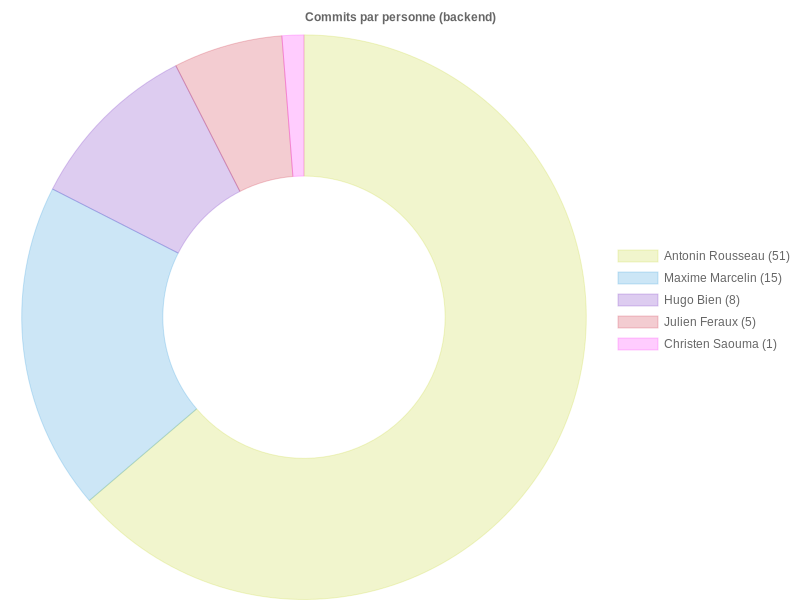 Commits par personne (backend)
Antonin Rousseau (51)
Maxime Marcelin (15)
Hugo Bien (8)
Julien Feraux (5)
Christen Saouma (1)